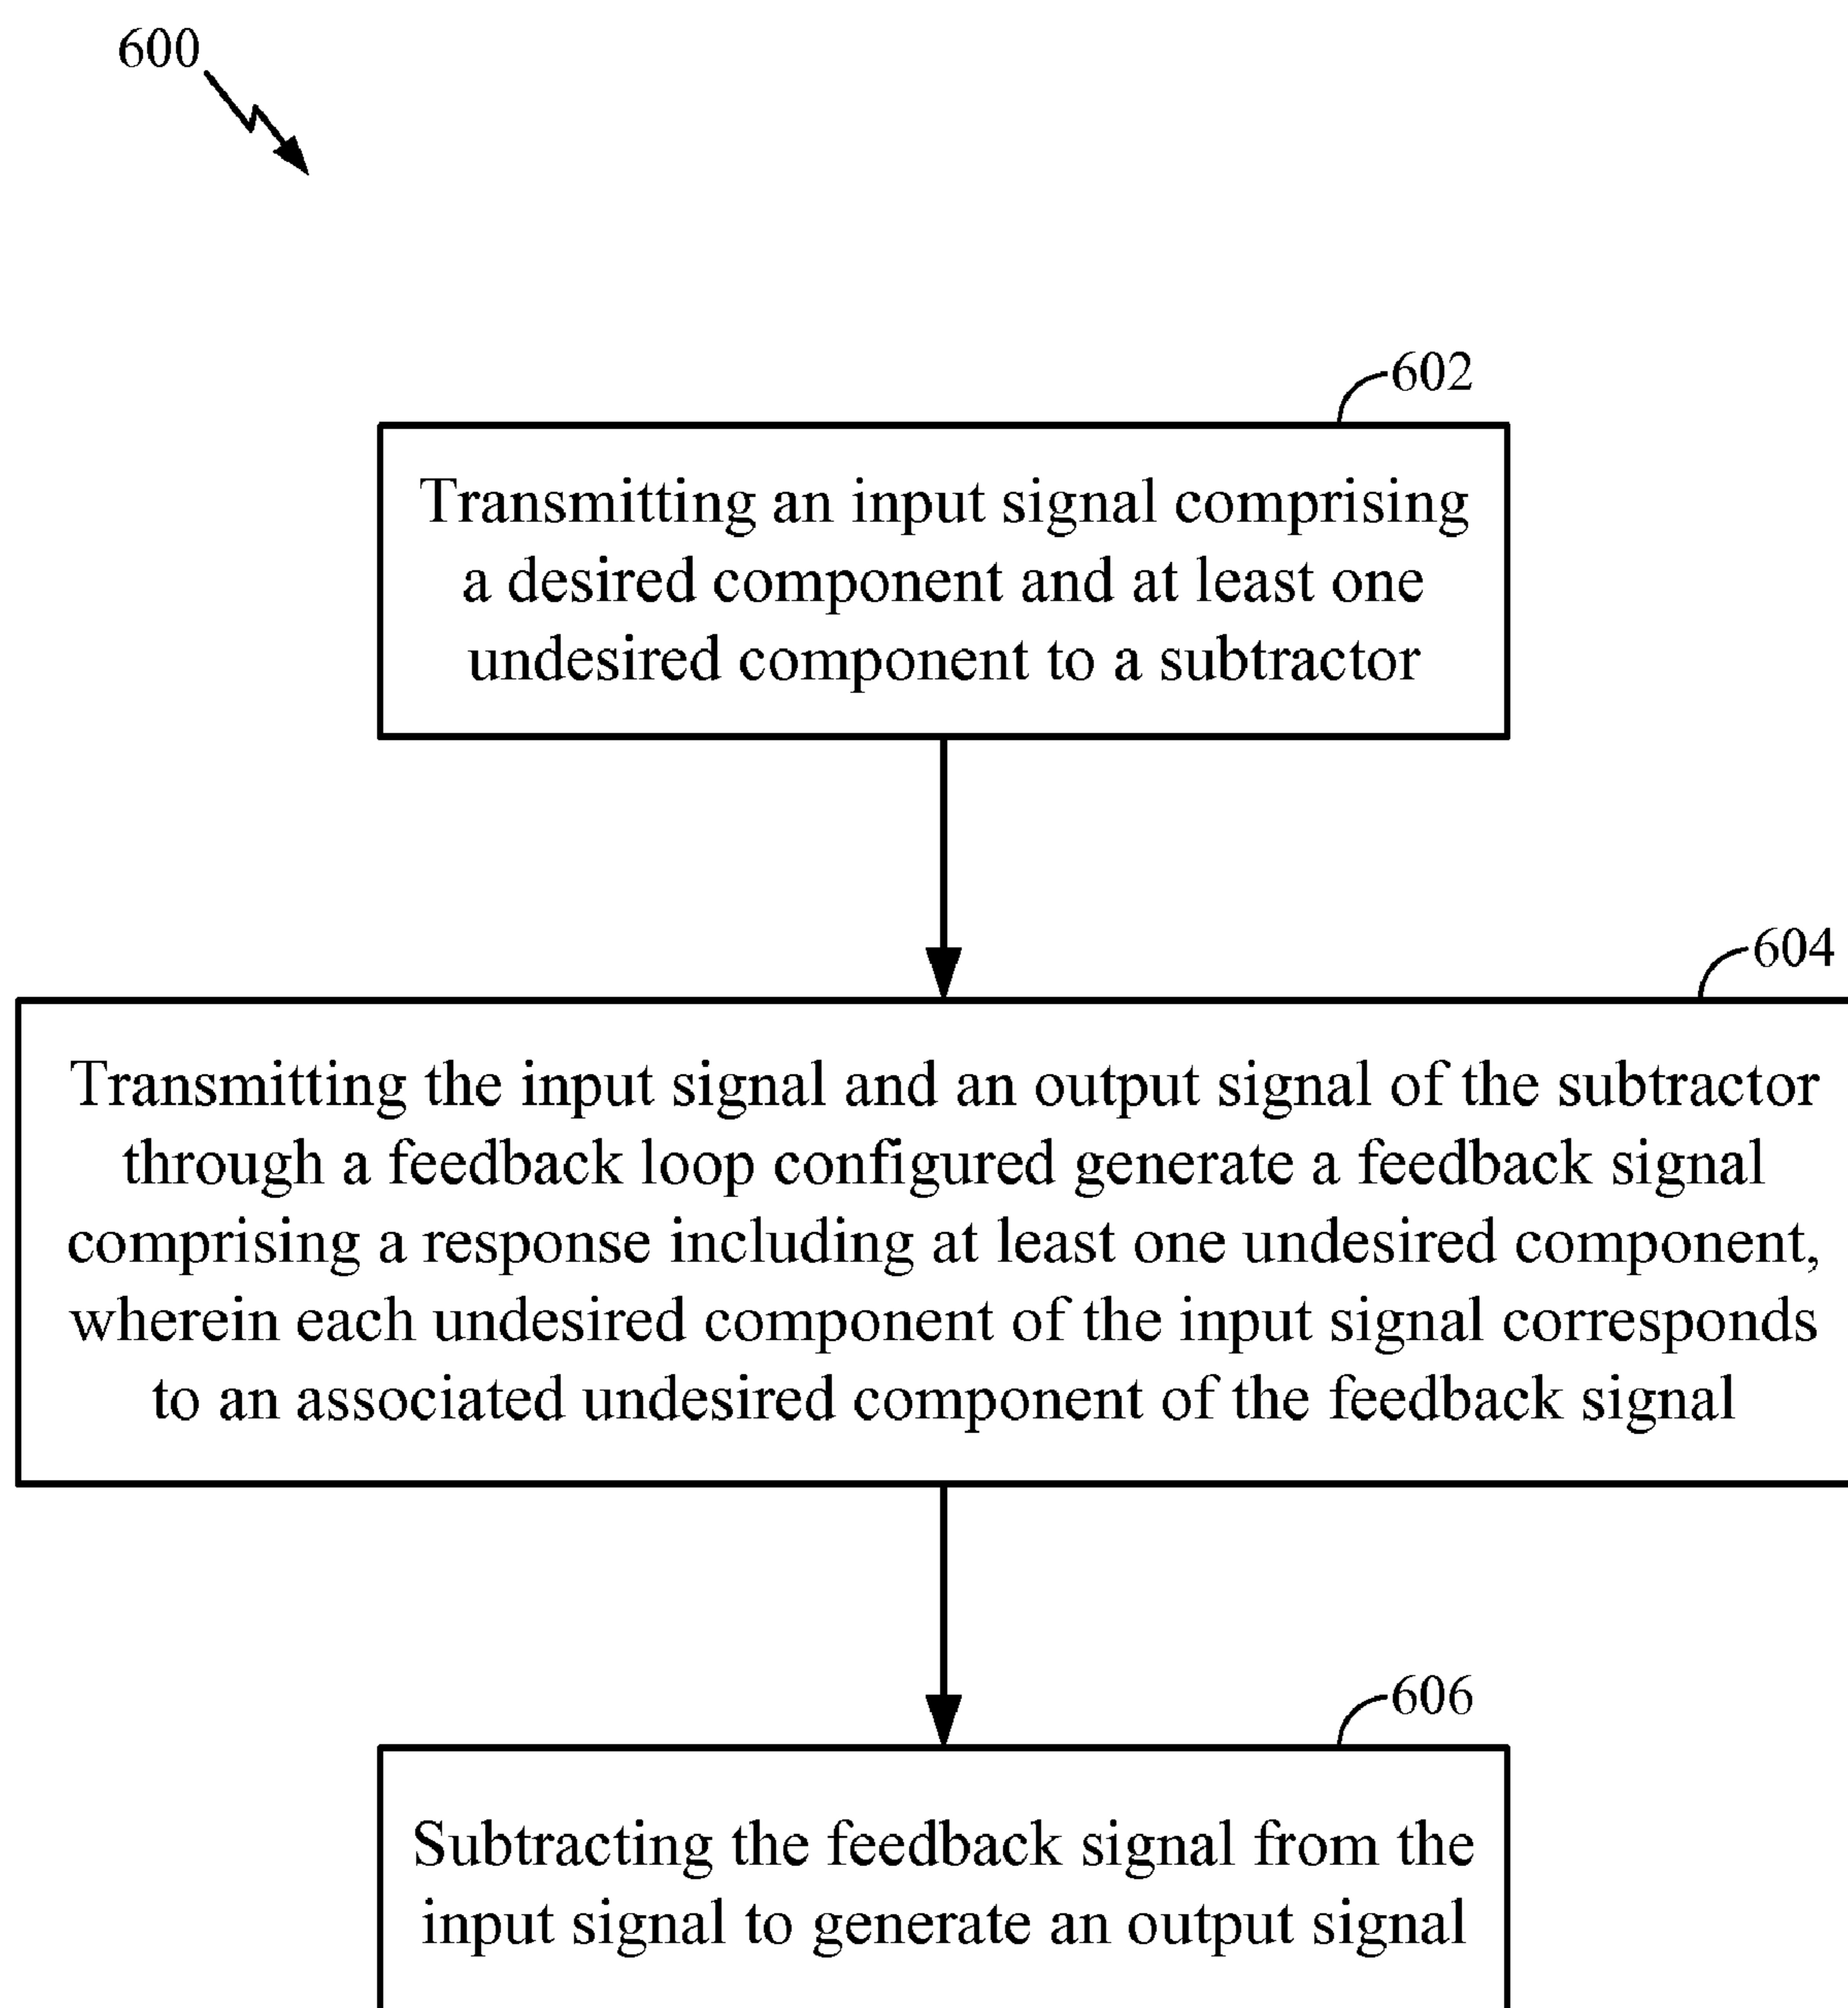 600
602
Transmitting an input signal comprising
a desired component and at least one
undesired component to a subtractor
604
Transmitting the input signal and an output signal of the subtractor
through a feedback loop configured generate a feedback signal
comprising a response including at least one undesired component,
wherein each undesired component of the input signal corresponds
to an associated undesired component of the feedback signal
606
Subtracting the feedback signal from the
input signal to generate an output signal